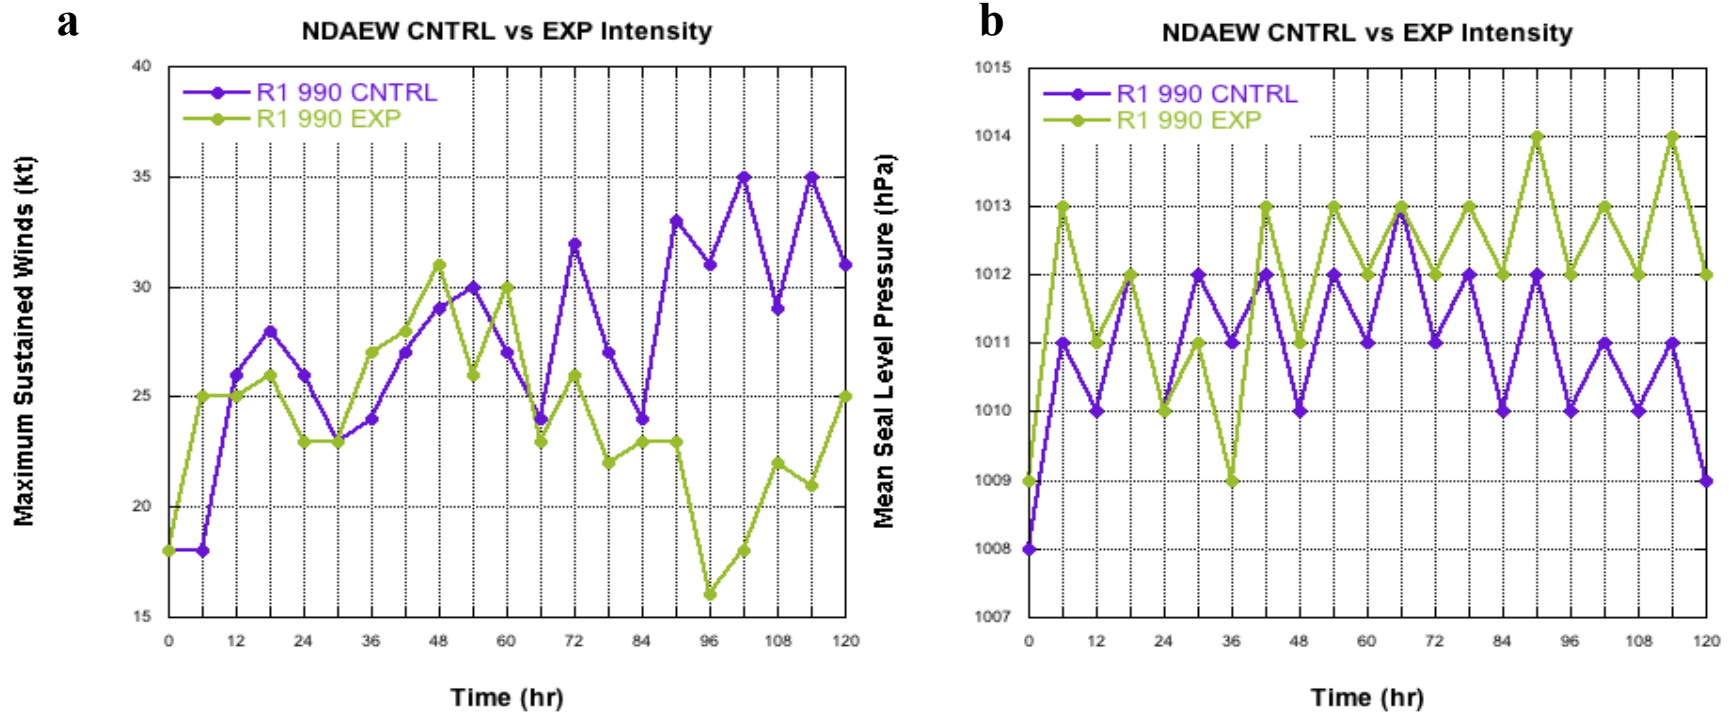 a
NDAEW CNTRL vs EXP Intensity
R1 990 CNTRL
R1 990 EXP
Maximum Sustained Winds (kt)
40
35
30
25
20
15
0 12 24 36 48 60 72 84 96 108 120
Time (hr)
b
NDAEW CNTRL vs EXP Intensity
R1 990 CNTRL
R1 990 EXP
Mean Seal Level Pressure (hPa)
1015
1014
1013
1012
1011
1010
1009
1008
1007
0 12 24 36 48 60 72 84 96 108 120
Time (hr)